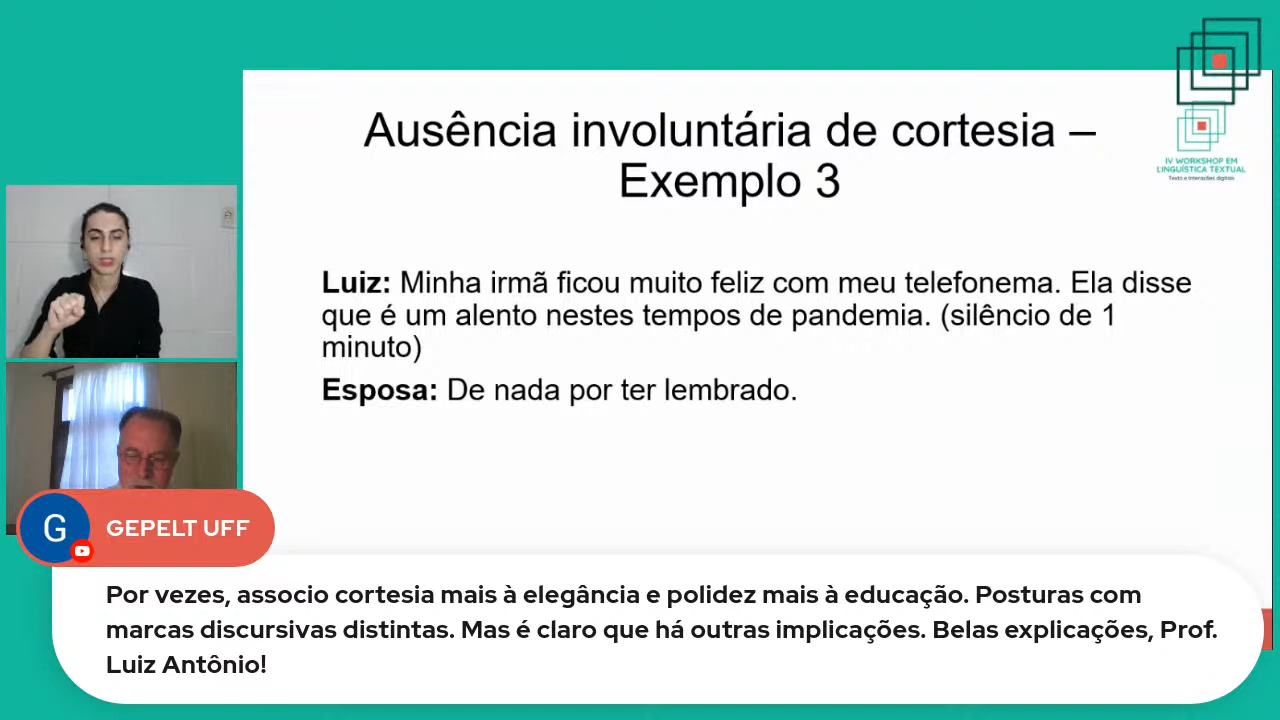 Ausência involuntária de cortesia –
Exemplo 3
IV WORKSHOP EM
LINGUÍSTICA TEXTUAL
Texto e interações digitais
Luiz: Minha irmã ficou muito feliz com meu telefonema. Ela disse
que é um alento nestes tempos de pandemia. (silêncio de 1
minuto)
Esposa: De nada por ter lembrado.
G
GEPELT UFF
Por vezes, associo cortesia mais à elegância e polidez mais à educação. Posturas com
marcas discursivas distintas. Mas é claro que há outras implicações. Belas explicações, Prof.
Luiz Antônio!